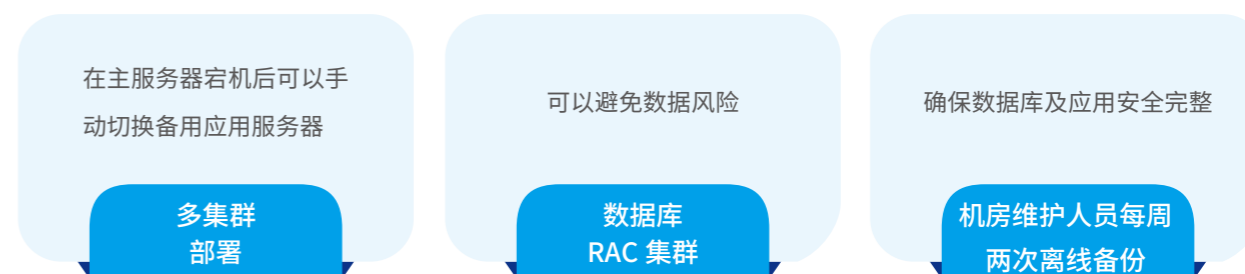 在主服务器宕机后可以手
动切换备用应用服务器
多集群
部署
可以避免数据风险
数据库
RAC 集群
确保数据库及应用安全完整
机房维护人员每周
两次离线备份